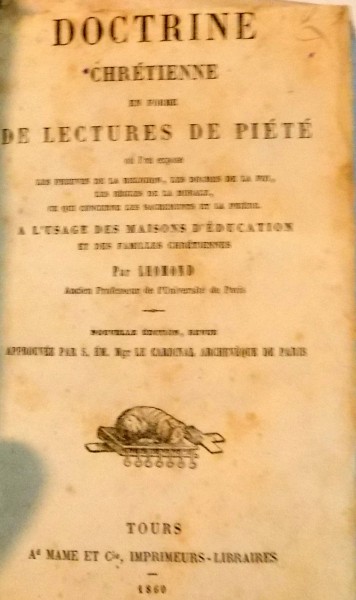 DOCTRINE
CHRÉTIENNE
EN FORME
DE LECTURES DE PIÉTÉ
où l'on expose
LES PREUVES DE LA RELIGION, LES DOGMES DE LA FOI,
LES RÈGLES DE LA MORALE,
CE QUI CONCERNE LES SACREMENTS ET LA PRIÈRE
A L'USAGE DES MAISONS D'ÉDUCATION
ET DES FAMILLES CHRÉTIENNES
Par LHOMOND
Ancien Professeur de l'Université de Paris
NOUVELLE ÉDITION, REVUE
APPROUVÉE PAR S. ÉM. Mgr LE CARDINAL ARCHEVÊQUE DE PARIS
TOURS
Ad MAME ET Cie, IMPRIMEURS-LIBRAIRES
1860